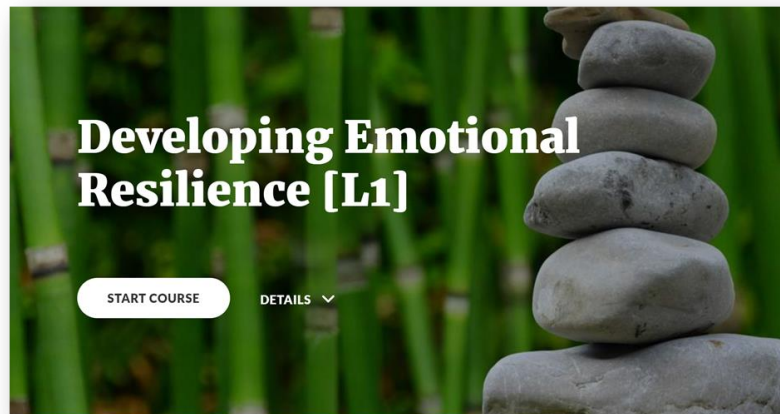 Developing Emotional
Resilience [L1]
START COURSE
DETAILS